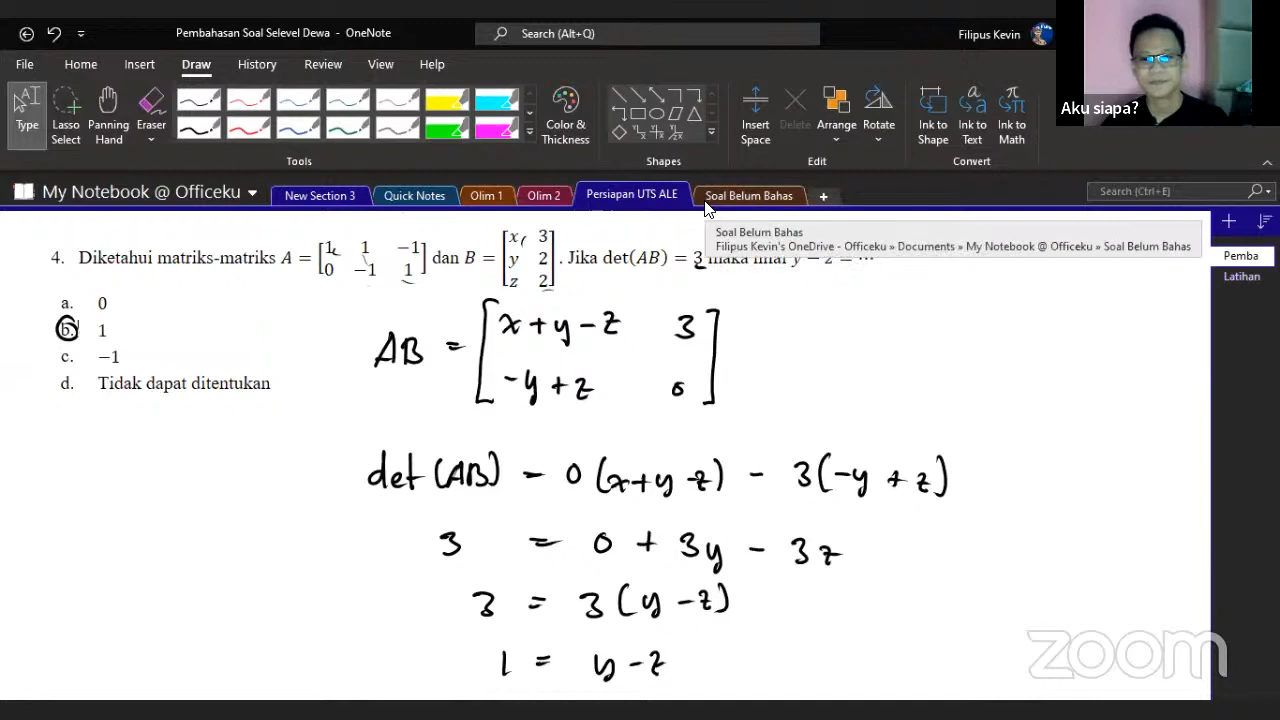 Pembahasan Soal Selevel Dewa - OneNote
Search (Alt+Q)
Filipus Kevin
Aku siapa?
File Home Insert Draw History Review View Help
Type
Lasso Select
Panning Hand
Eraser
Color & Thickness
Insert Space
Delete
Arrange
Rotate
Ink to Shape
Ink to Text
Ink to Math
Tools Shapes Edit Convert
My Notebook @ Officeku
New Section 3 Quick Notes Olim 1 Olim 2 Persiapan UTS ALE Soal Belum Bahas +
Search (Ctrl+E)
Soal Belum Bahas
Filipus Kevin's OneDrive - Officeku » Documents » My Notebook @ Officeku » Soal Belum Bahas
Pemba
Latihan
4. Diketahui matriks-matriks A = [1 1 −1; 0 −1 1] dan B = [x 3; y 2; z 2]. Jika det(AB) = 3
a. 0
b. 1
c. −1
d. Tidak dapat ditentukan
AB = [x + y − z 3; -y + z 0]
det (AB) = 0 (x+y-z) - 3(-y + z)
3 = 0 + 3y - 3z
3 = 3 (y - z)
1 = y - z
zoom